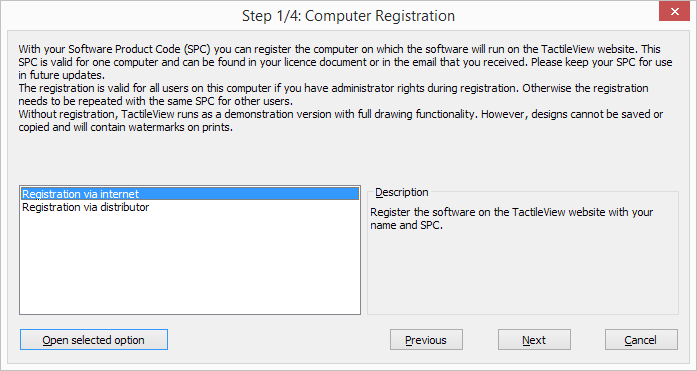 Step 1/4: Computer Registration
With your Software Product Code (SPC) you can register the computer on which the software will run on the TactileView website. This
SPC is valid for one computer and can be found in your licence document or in the email that you received. Please keep your SPC for use
in future updates.
The registration is valid for all users on this computer if you have administrator rights during registration. Otherwise the registration
needs to be repeated with the same SPC for other users.
Without registration, TactileView runs as a demonstration version with full drawing functionality. However, designs cannot be saved or
copied and will contain watermarks on prints.
Registration via internet
Registration via distributor
Description
Register the software on the TactileView website with your
name and SPC.
Open selected option
Previous
Next
Cancel